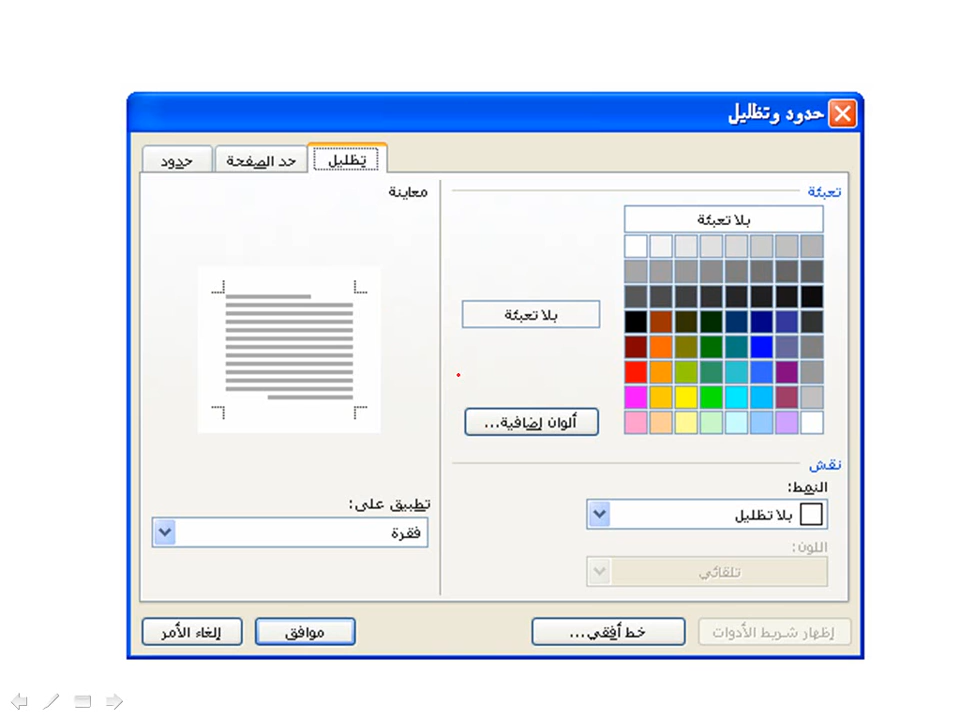 حدود وتظليل
حدود
حد الصفحة
تظليل
تعبئة
بلا تعبئة
بلا تعبئة
ألوان إضافية...
نقش
النمط:
بلا تظليل
اللون:
تلقائي
معاينة
تطبيق على:
فقرة
إظهار شريط الأدوات
خط أفقي...
موافق
إلغاء الأمر